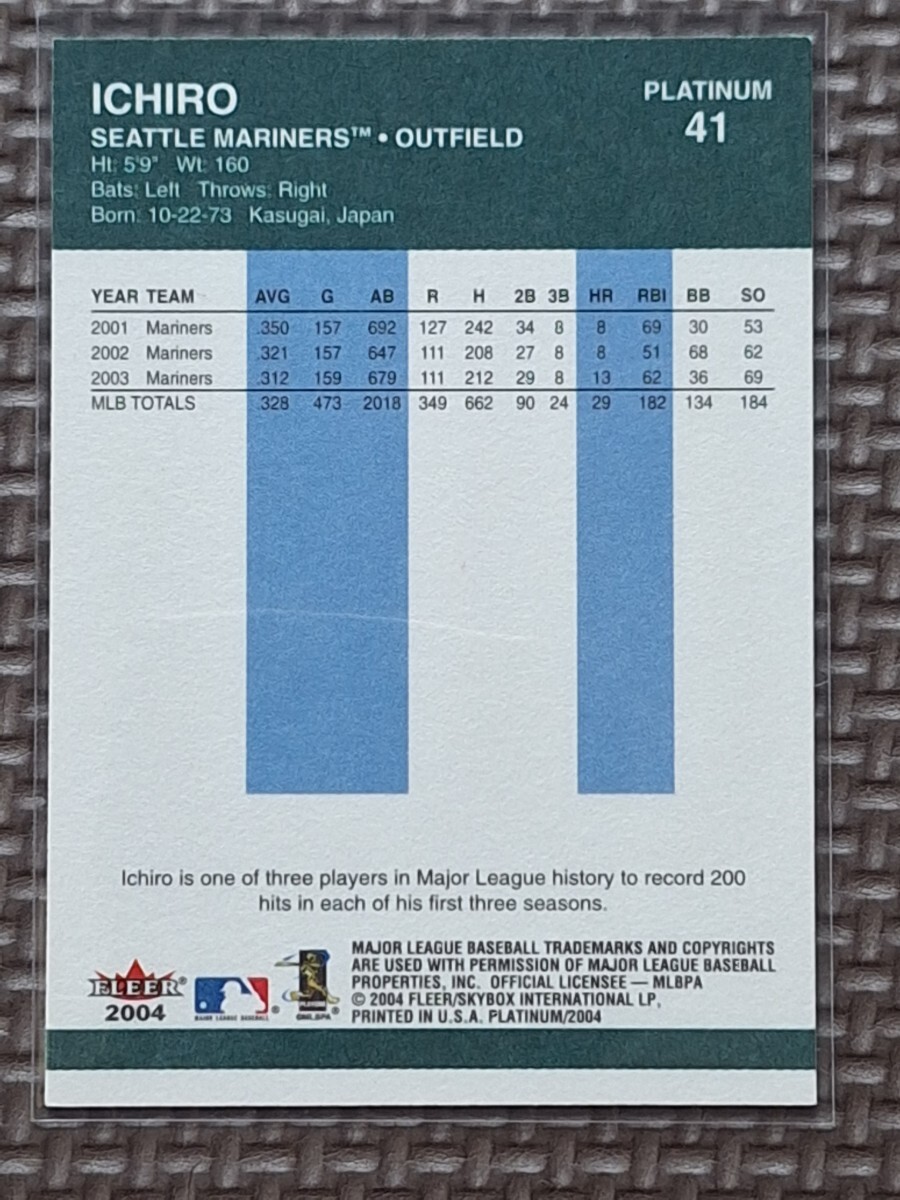 ICHIRO
PLATINUM
41
SEATTLE MARINERS™ • OUTFIELD
Ht: 5'9" Wt: 160
Bats: Left Throws: Right
Born: 10-22-73 Kasugai, Japan
YEAR TEAM AVG G AB R H 2B 3B HR RBI BB SO
2001 Mariners .350 157 692 127 242 34 8 8 69 30 53
2002 Mariners .321 157 647 111 208 27 8 8 51 68 62
2003 Mariners .312 159 679 111 212 29 8 13 62 36 69
MLB TOTALS .328 473 2018 349 662 90 24 29 182 134 184
Ichiro is one of three players in Major League history to record 200
hits in each of his first three seasons.
FLEER®
2004
MAJOR LEAGUE BASEBALL
®
©MLBPA
®
MAJOR LEAGUE BASEBALL TRADEMARKS AND COPYRIGHTS
ARE USED WITH PERMISSION OF MAJOR LEAGUE BASEBALL
PROPERTIES, INC. OFFICIAL LICENSEE — MLBPA
© 2004 FLEER/SKYBOX INTERNATIONAL LP,
PRINTED IN U.S.A. PLATINUM/2004